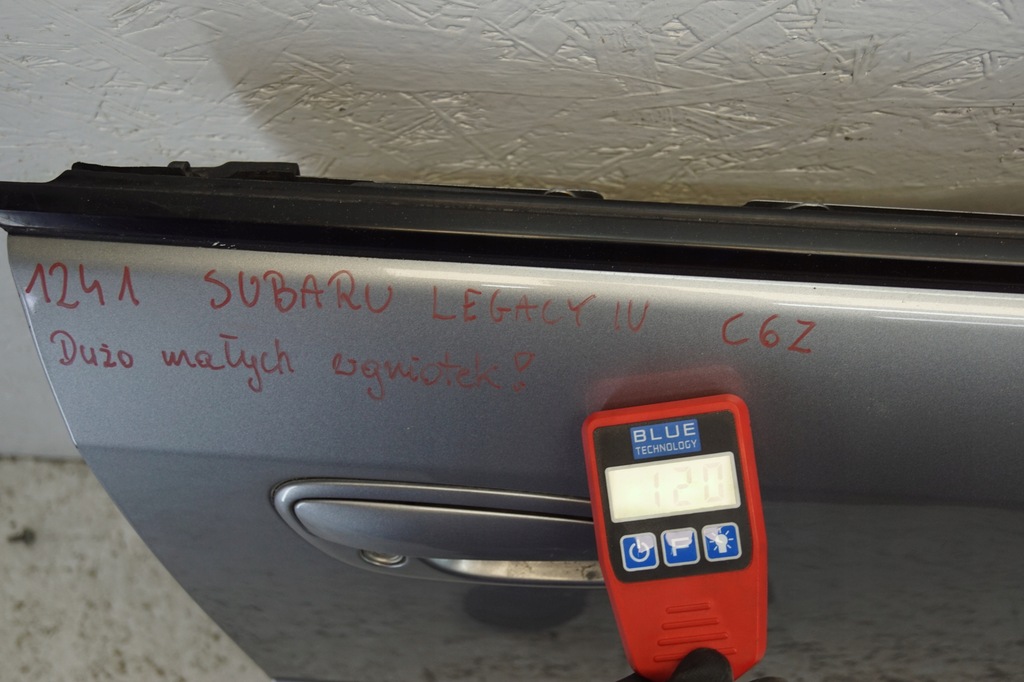 1241 SUBARU LEGACY IV C6Z
Dużo małych wgniotek!
BLUE
TECHNOLOGY
120